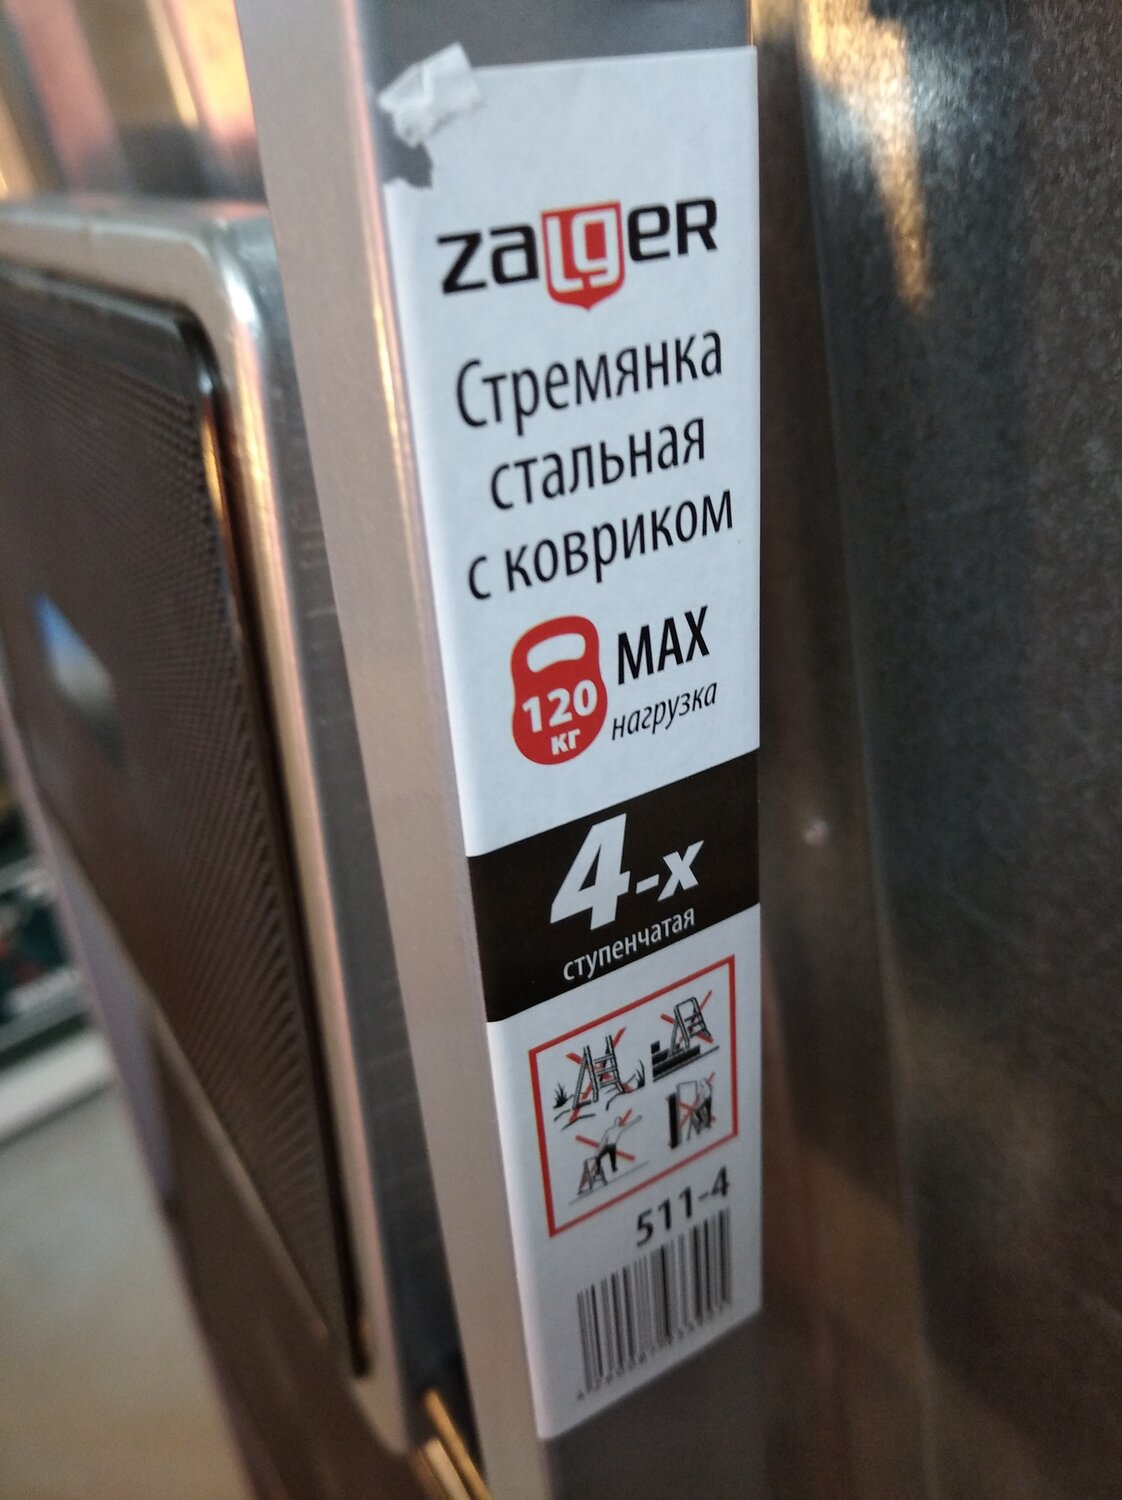 zalger
Стремянка
стальная
с ковриком
120
кг
MAX
нагрузка
4-х
ступенчатая
511-4